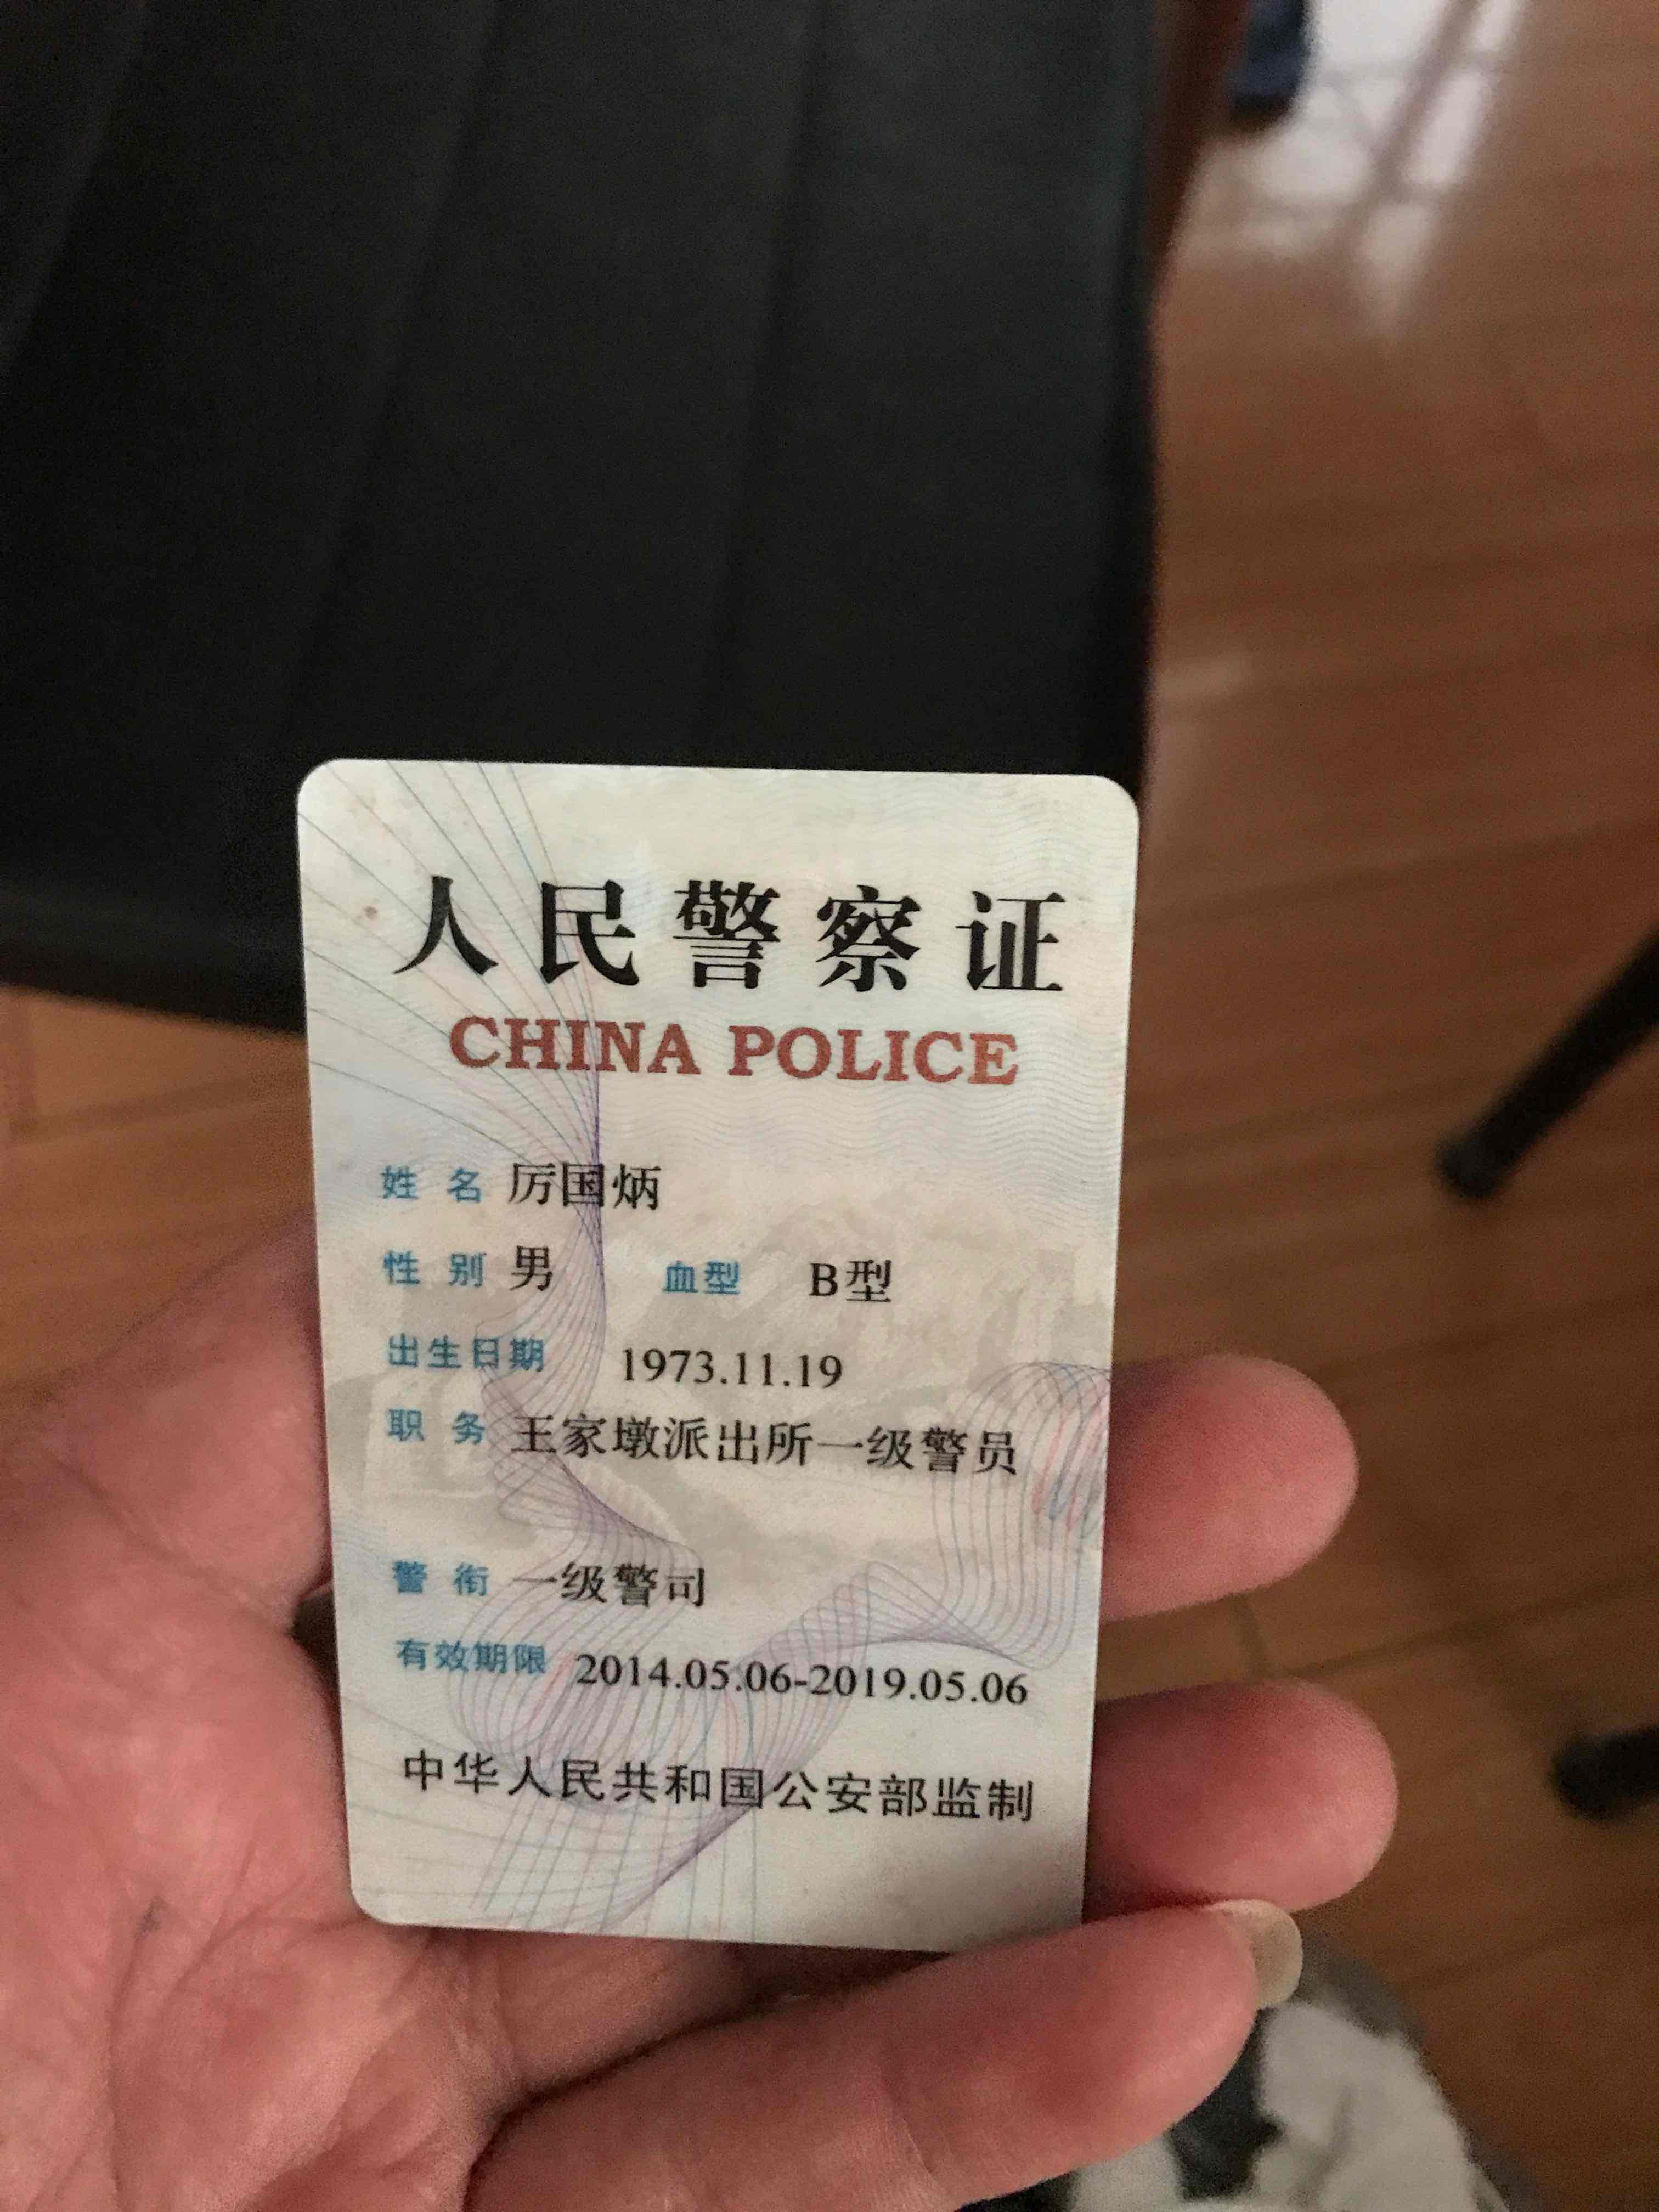 人民警察证
CHINA POLICE
姓名 厉国炳
性别 男 血型 B型
出生日期 1973.11.19
职务 王家墩派出所一级警员
警衔 一级警司
有效期限 2014.05.06-2019.05.06
中华人民共和国公安部监制